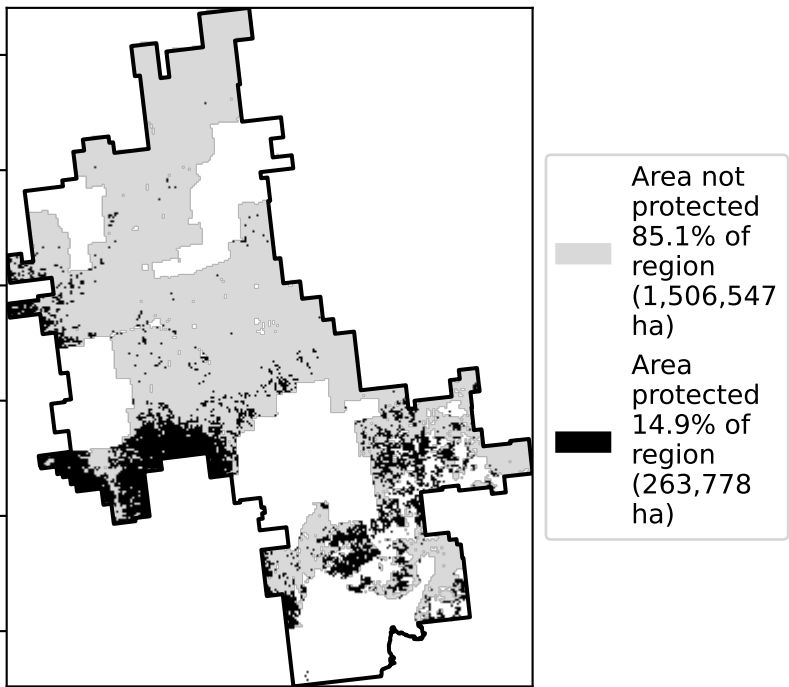 Area not
protected
85.1% of
region
(1,506,547
ha)
Area
protected
14.9% of
region
(263,778
ha)